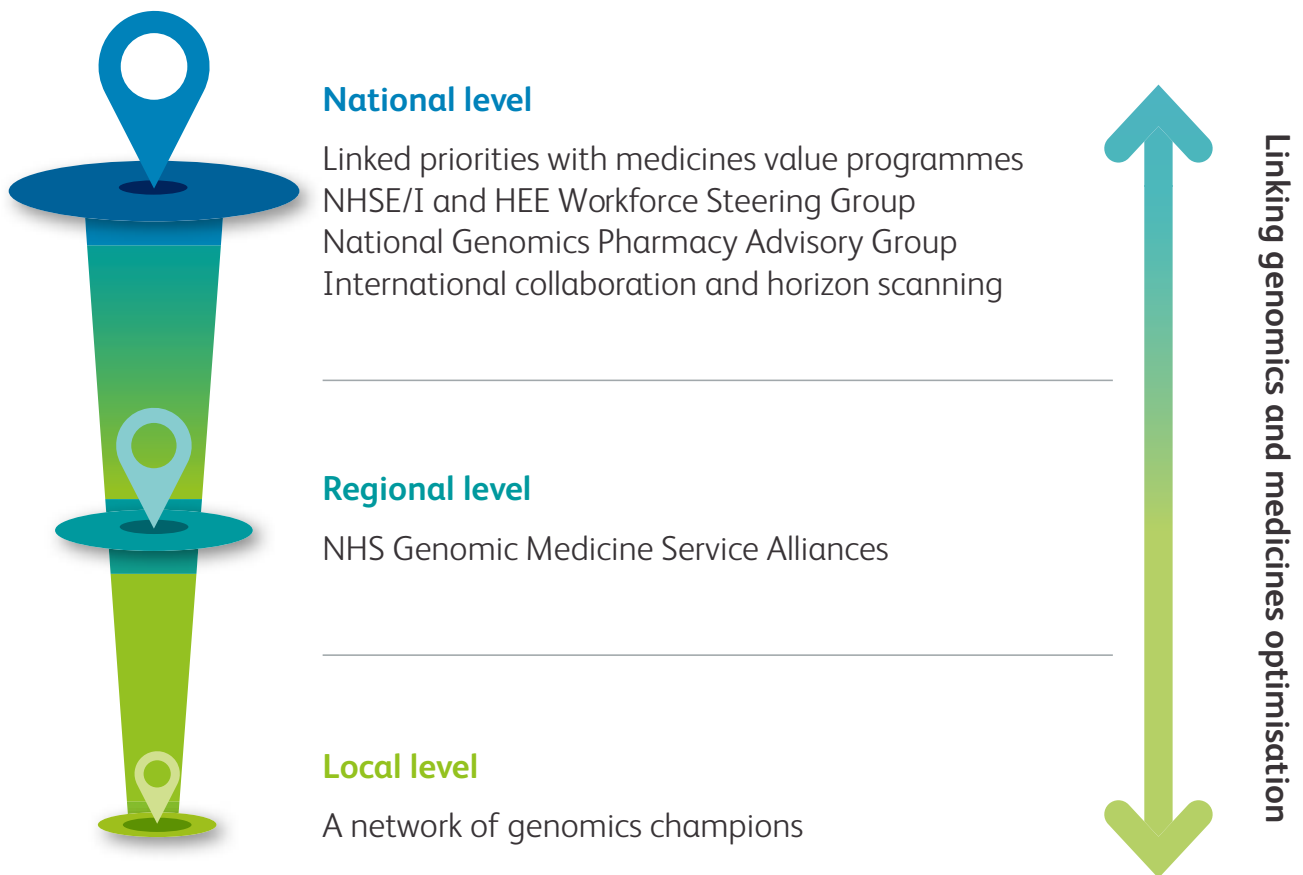 National level
Linked priorities with medicines value programmes
NHSE/I and HEE Workforce Steering Group
National Genomics Pharmacy Advisory Group
International collaboration and horizon scanning
Regional level
NHS Genomic Medicine Service Alliances
Local level
A network of genomics champions
Linking genomics and medicines optimisation